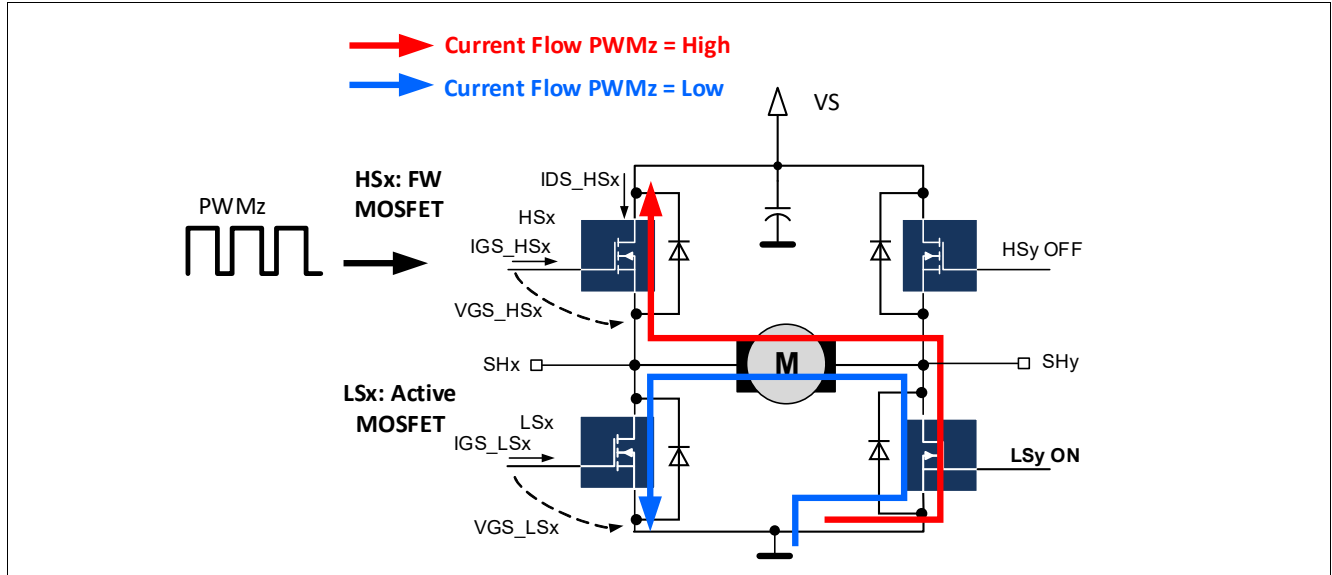 Current Flow PWMz = High
Current Flow PWMz = Low
VS
HSx: FW
MOSFET
IDS_HSx
PWMz
HSx
IGS_HSx
HSy OFF
VGS_HSx
SHx
M
SHy
LSx: Active
MOSFET
LSx
IGS_LSx
LSy ON
VGS_LSx